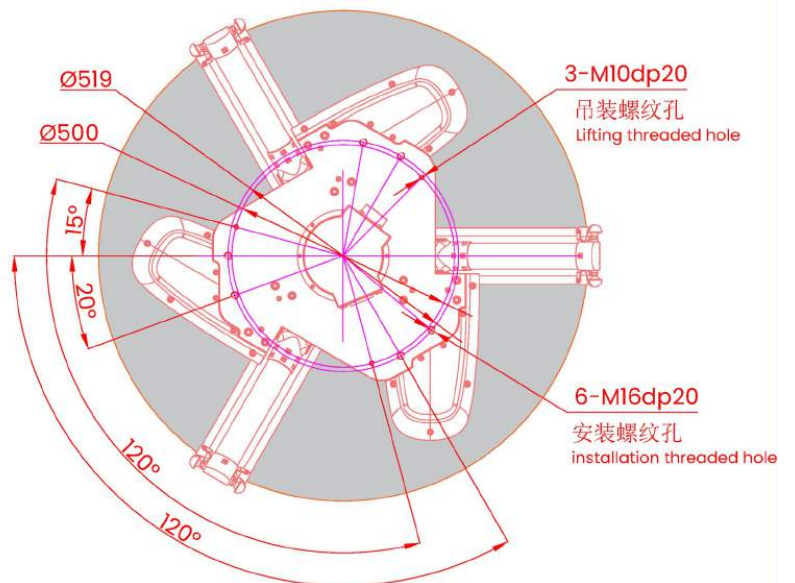 Ø519
Ø500
3-M10dp20
吊装螺纹孔
Lifting threaded hole
15°
20°
120°
120°
6-M16dp20
安装螺纹孔
installation threaded hole